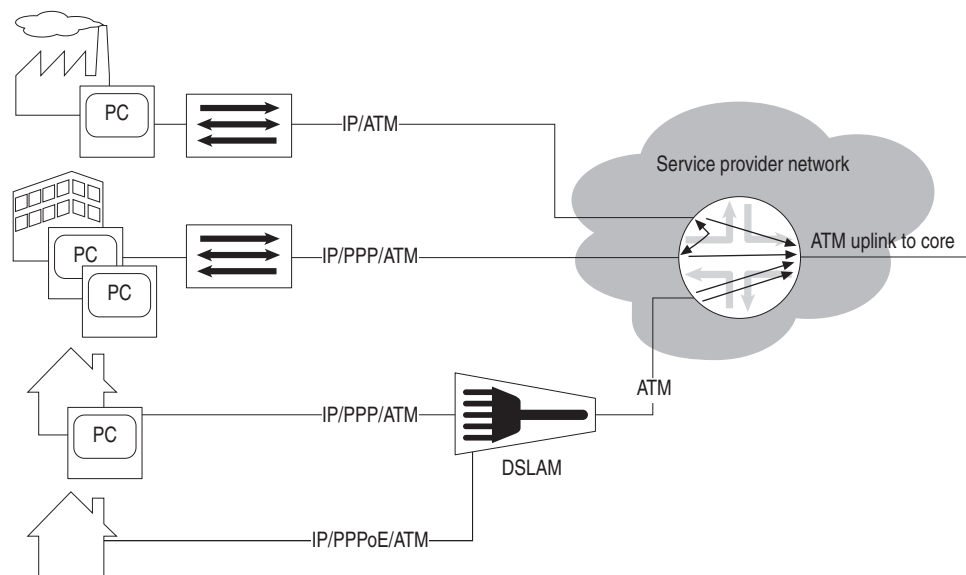 PC
IP/ATM
Service provider network
PC
PC
IP/PPP/ATM
ATM uplink to core
PC
IP/PPP/ATM
ATM
DSLAM
IP/PPPoE/ATM